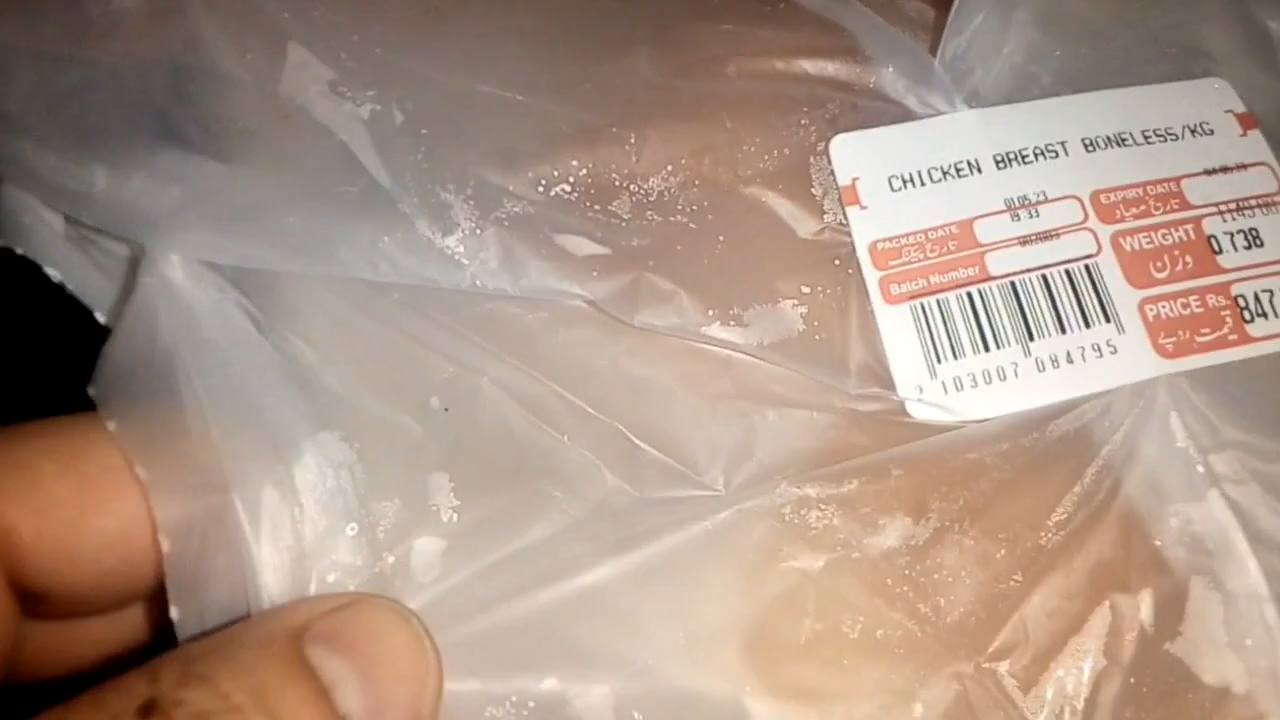 CHICKEN BREAST BONELESS/KG
PACKED DATE
تاریخ پیکنگ
01.05.23
19:33
EXPIRY DATE
تاریخ معیاد
Batch Number
WEIGHT
وزن
0.738
PRICE Rs.
قیمت روپے
847
2 103007 084795